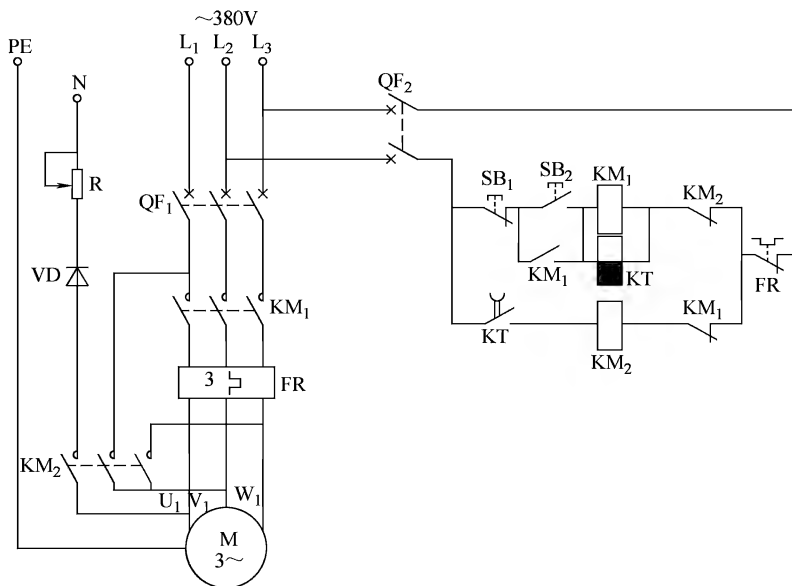 ～380V
PE
L₁ L₂ L₃
N
QF₂
R
SB₁ SB₂ KM₁ KM₂
QF₁
VD
KM₁ KT FR
KM₁
KT KM₂ KM₁
3 FR
KM₂
U₁ V₁ W₁
M
3～